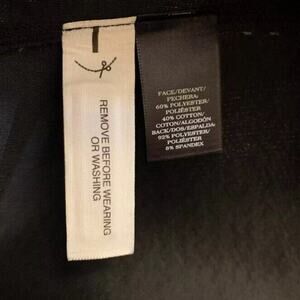 REMOVE BEFORE WEARING
OR WASHING
FACE/DEVANT/
PECHERA:
60% POLYESTER/
POLIÉSTER
40% COTTON/
COTON/ALGODÓN
BACK/DOS/ESPALDA:
92% POLYESTER/
POLIÉSTER
8% SPANDEX